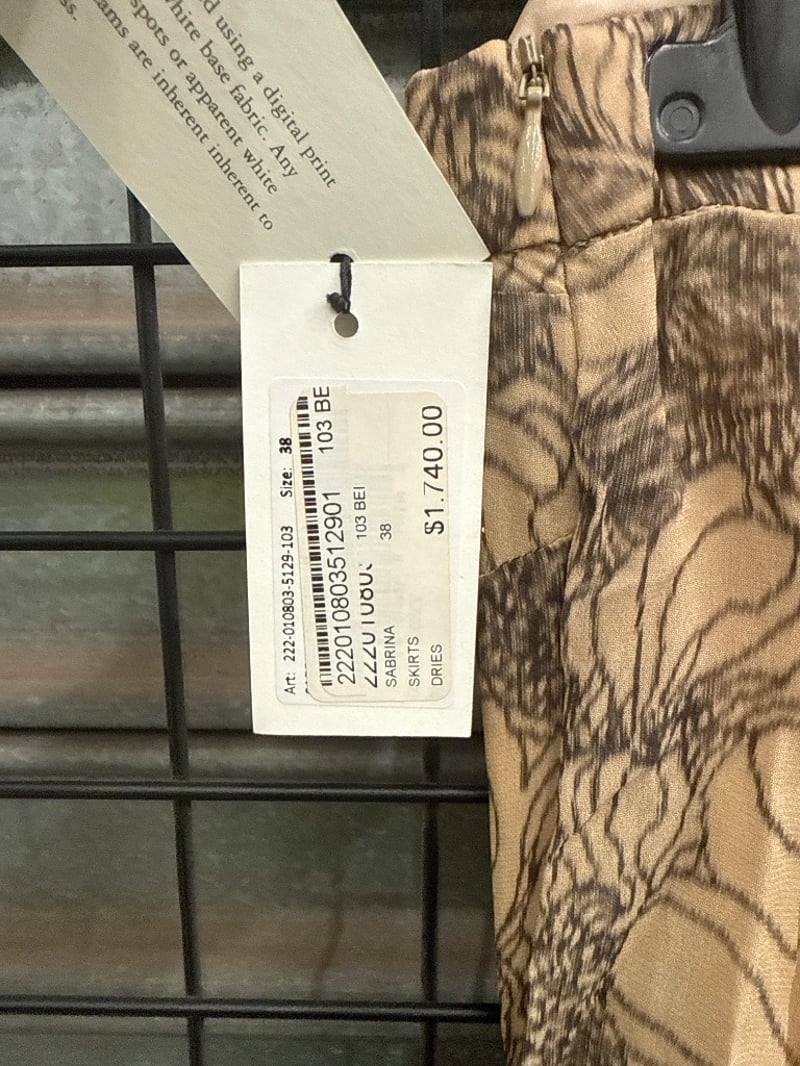 d using a digital print
white base fabric. Any
spots or apparent white
ams are inherent inherent to
ss.
Art: 222-010803-5129-103 Size: 38
222010803512901 103 BE
22201080 103 BEI
SABRINA 38
SKIRTS
DRIES $1.740.00